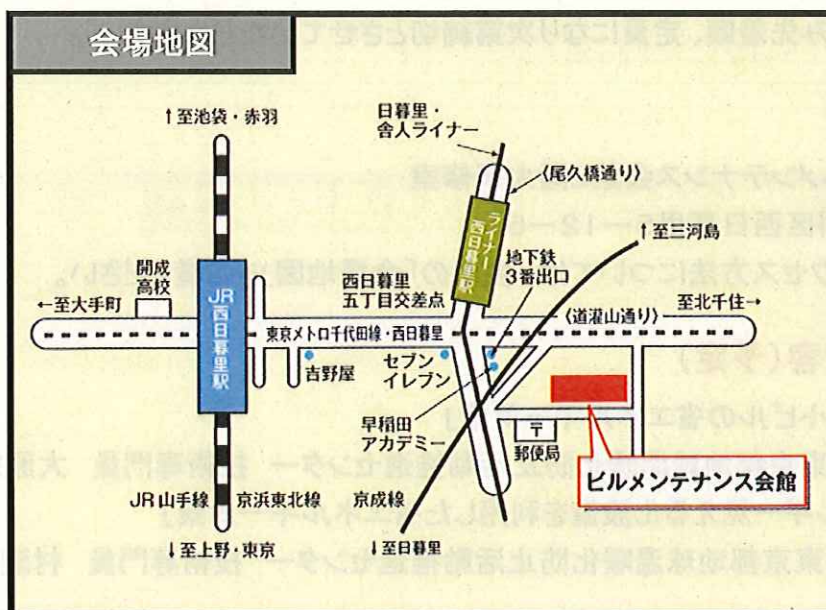 会場地図
↑至池袋・赤羽
日暮里・
舎人ライナー
〈尾久橋通り〉
ライナー
西日暮里駅
地下鉄
3番出口
↑至三河島
←至大手町
開成
高校
JR
西日暮里駅
西日暮里
五丁目交差点
〈道灌山通り〉
至北千住→
東京メトロ千代田線・西日暮里
吉野屋
セブン
イレブン
早稲田
アカデミー
〒
郵便局
ビルメンテナンス会館
JR山手線
京浜東北線
京成線
↓至上野・東京
↓至日暮里